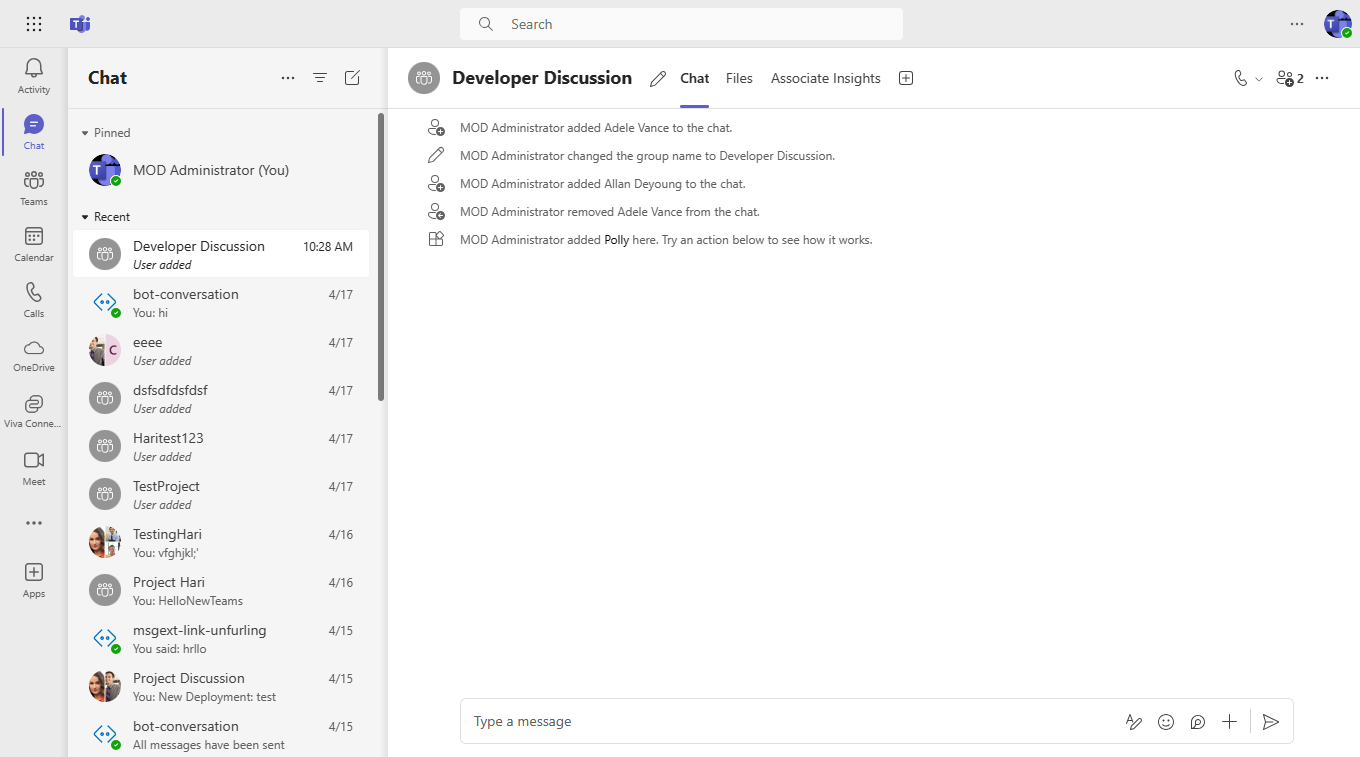 Search
Activity
Chat
Teams
Calendar
Calls
OneDrive
Viva Conne...
Meet
Apps
Chat
Pinned
MOD Administrator (You)
Recent
Developer Discussion 10:28 AM
User added
bot-conversation 4/17
You: hi
C
eeee 4/17
User added
dsfsdfdsfdsf 4/17
User added
Haritest123 4/17
User added
TestProject 4/17
User added
TestingHari 4/16
You: vfghjkl;'
Project Hari 4/16
You: HelloNewTeams
msgext-link-unfurling 4/15
You said: hrllo
Project Discussion 4/15
You: New Deployment: test
bot-conversation 4/15
All messages have been sent
Developer Discussion Chat Files Associate Insights 2
MOD Administrator added Adele Vance to the chat.
MOD Administrator changed the group name to Developer Discussion.
MOD Administrator added Allan Deyoung to the chat.
MOD Administrator removed Adele Vance from the chat.
MOD Administrator added Polly here. Try an action below to see how it works.
Type a message